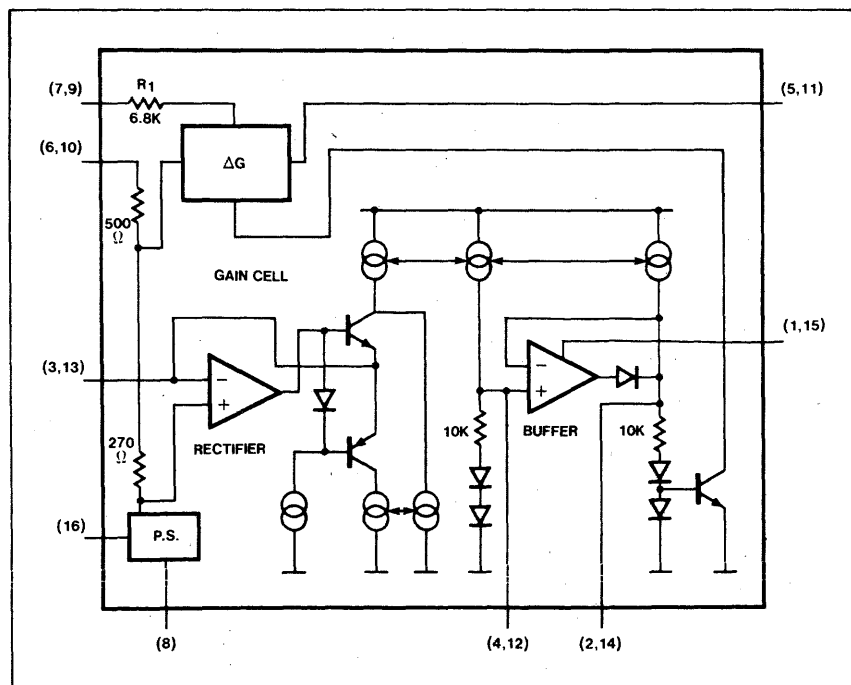 (7,9)
R1
6.8K
(5,11)
(6,10)
ΔG
500
Ω
GAIN CELL
(1,15)
(3,13)
−
+
−
+
10K
BUFFER
10K
RECTIFIER
270
Ω
(16)
P.S.
(8)
(4,12)
(2,14)